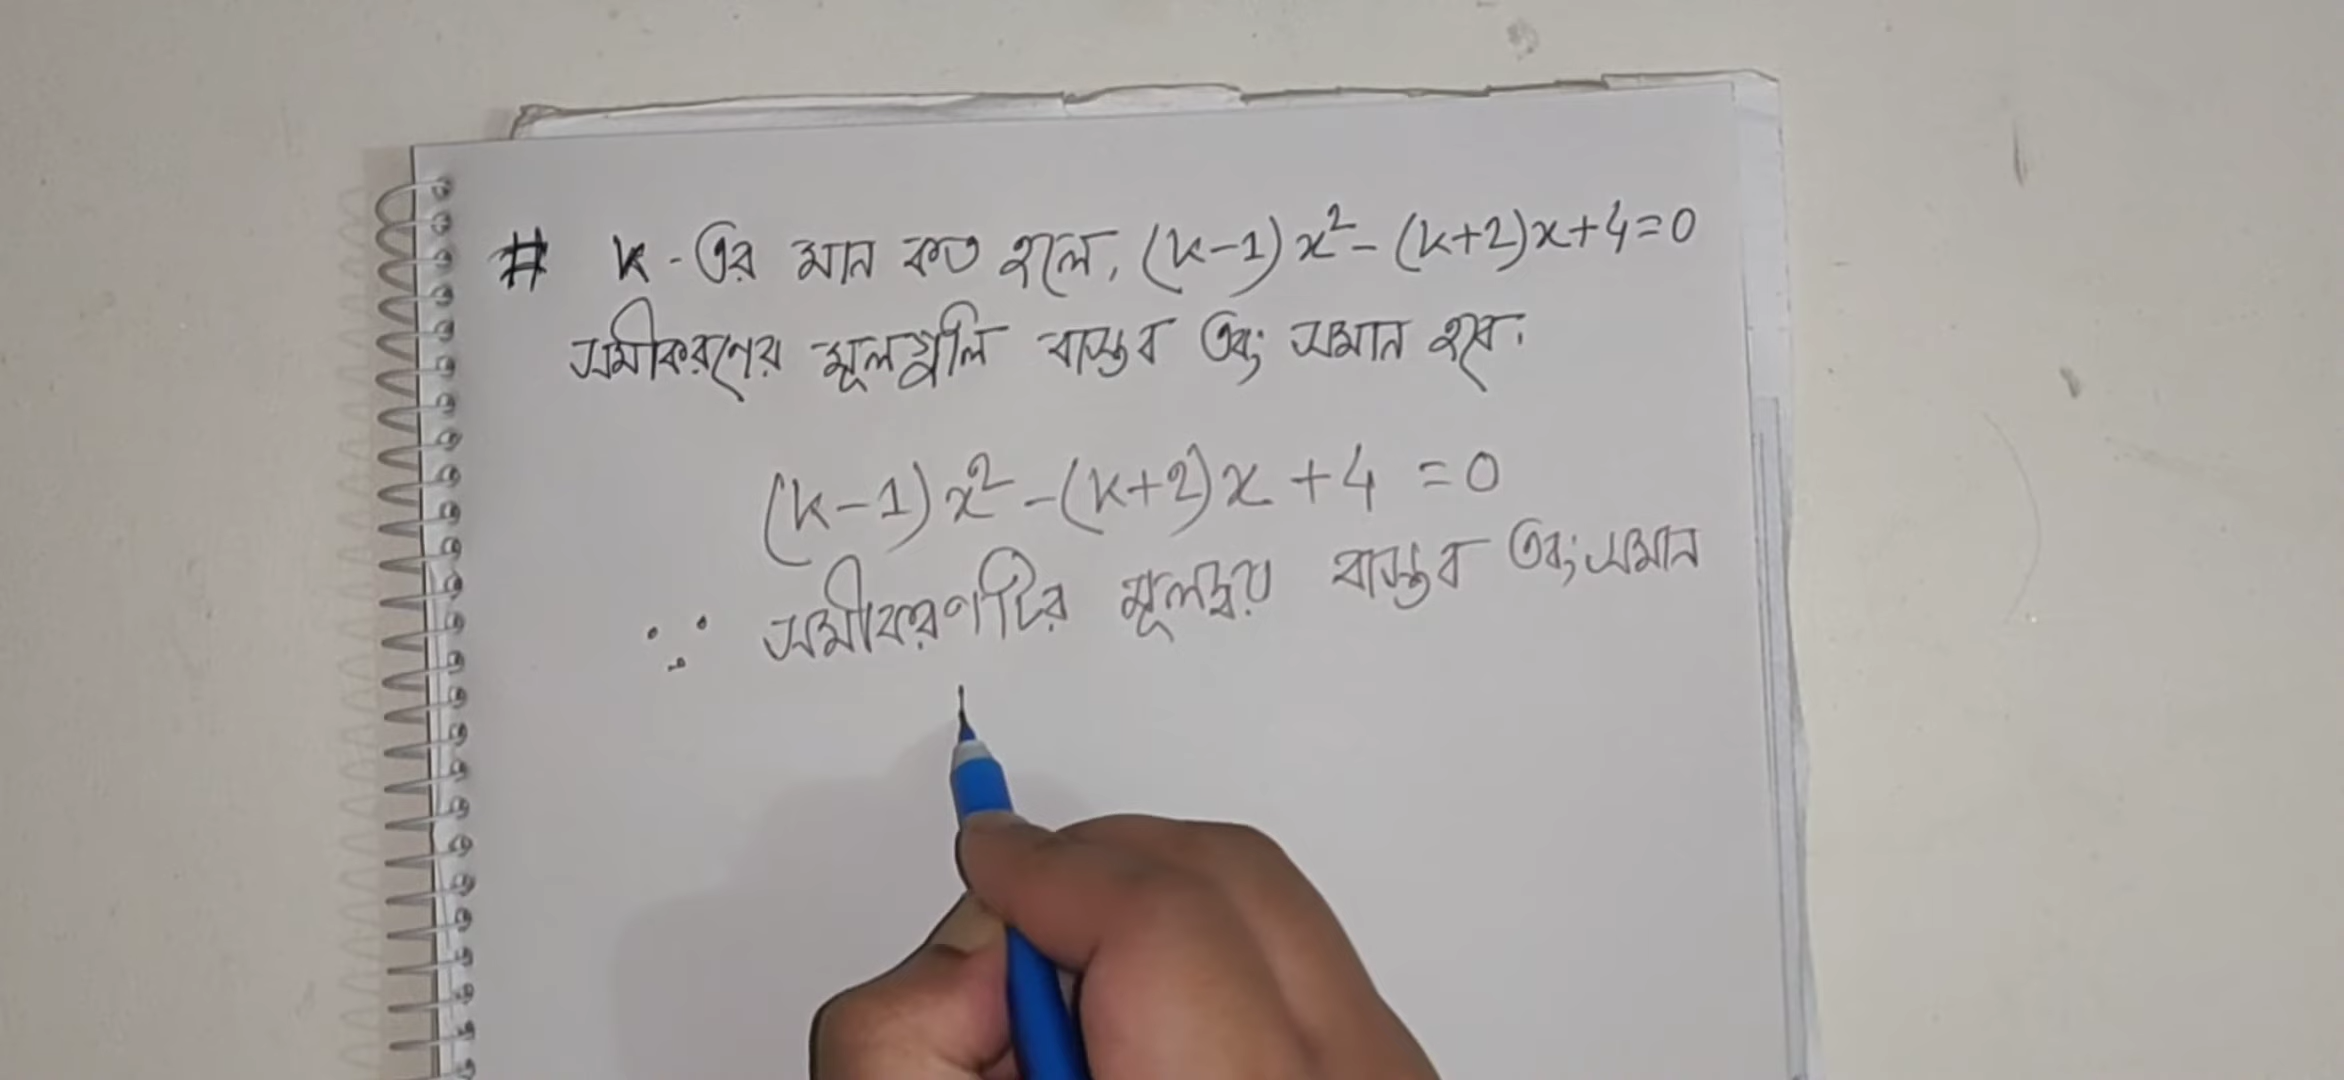 # k-এর মান কত হলে, (k-1)x²-(k+2)x+4=0
সমীকরণের মূলগুলি বাস্তব এবং সমান হবে.
(k-1)x²-(k+2)x+4 =0
∵ সমীকরণটির মূলদ্বয় বাস্তব এবং সমান